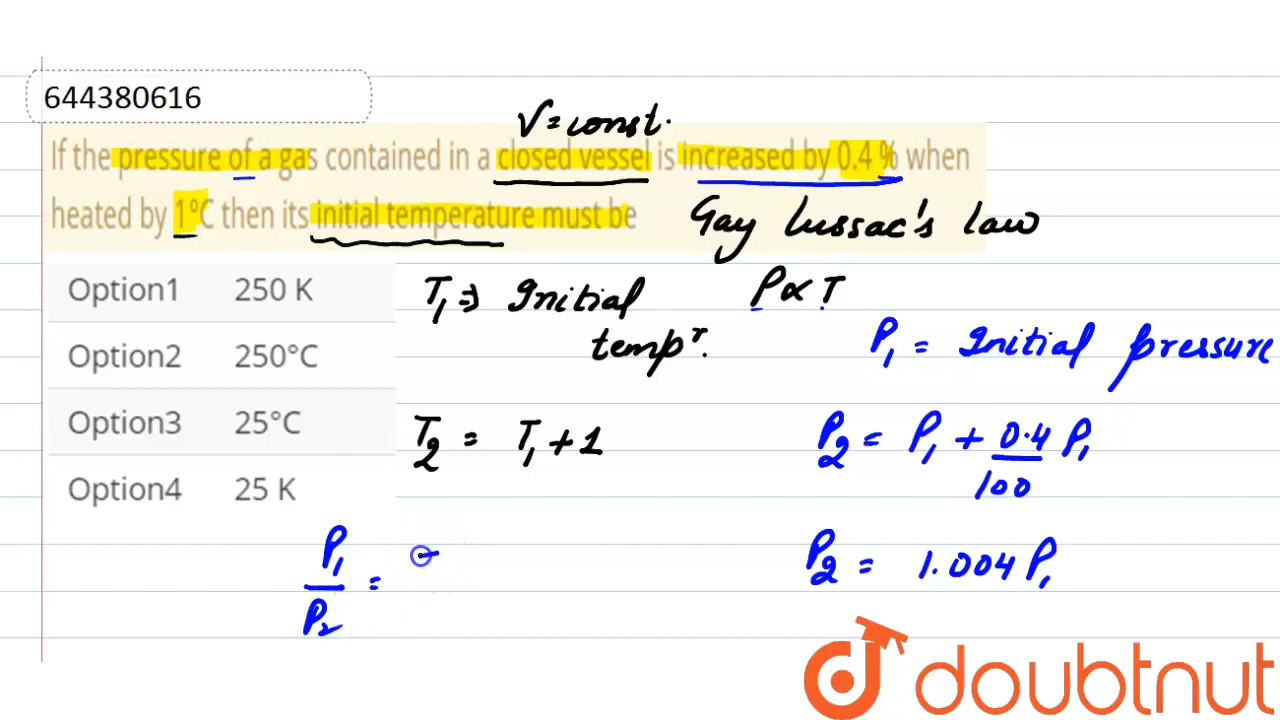 644380616
V = const.
If the pressure of a gas contained in a closed vessel is increased by 0.4 % when
heated by 1°C then its initial temperature must be
Gay lussac's law
Option1 250 K
T₁ ⇒ Initial
tempʳ.
P ∝ T
P₁ = Initial pressure
Option2 250°C
Option3 25°C
T₂ = T₁ + 1
P₂ = P₁ + 0.4/100 P₁
Option4 25 K
P₁/P₂ =
P₂ = 1.004 P₁
doubtnut